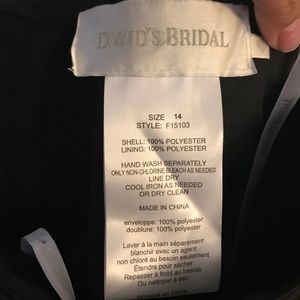 DAVID'S BRIDAL
SIZE 14
STYLE: F15103
SHELL: 100% POLYESTER
LINING: 100% POLYESTER
HAND WASH SEPARATELY
ONLY NON-CHLORINE BLEACH AS NEEDED
LINE DRY
COOL IRON AS NEEDED
OR DRY CLEAN
MADE IN CHINA
enveloppe: 100% polyester
doublure: 100% polyester
Laver à la main séparément
blanchir avec un agent
non chloré au besoin seulement
Étendre pour sécher
Repasser à froid au besoin
Ou nettoyer à sec